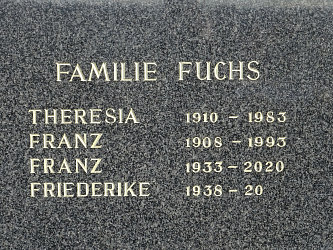 FAMILIE FUCHS
THERESIA 1910 – 1983
FRANZ 1908 – 1993
FRANZ 1933 – 2020
FRIEDERIKE 1938 – 20